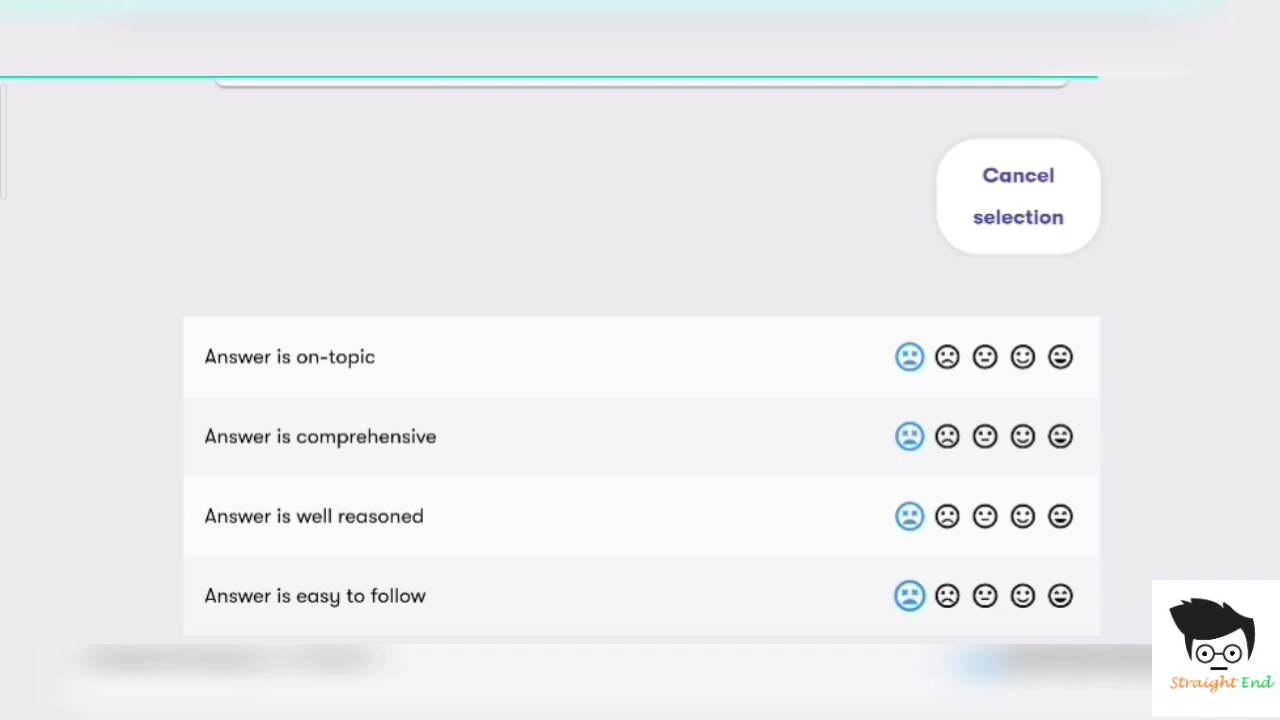 Cancel
selection
Answer is on-topic
Answer is comprehensive
Answer is well reasoned
Answer is easy to follow
Straight End